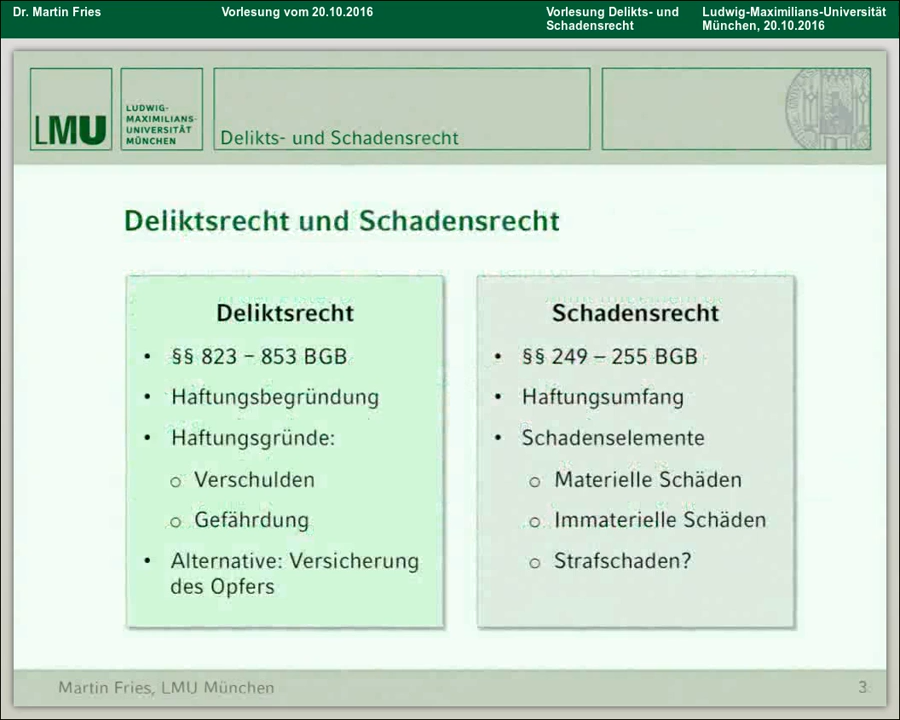 Dr. Martin Fries
Vorlesung vom 20.10.2016
Vorlesung Delikts- und
Schadensrecht
Ludwig-Maximilians-Universität
München, 20.10.2016
LMU
LUDWIG-
MAXIMILIANS-
UNIVERSITÄT
MÜNCHEN
Delikts- und Schadensrecht
Deliktsrecht und Schadensrecht
Deliktsrecht
• §§ 823 – 853 BGB
• Haftungsbegründung
• Haftungsgründe:
o Verschulden
o Gefährdung
• Alternative: Versicherung
des Opfers
Schadensrecht
• §§ 249 – 255 BGB
• Haftungsumfang
• Schadenselemente
o Materielle Schäden
o Immaterielle Schäden
o Strafschaden?
Martin Fries, LMU München
3